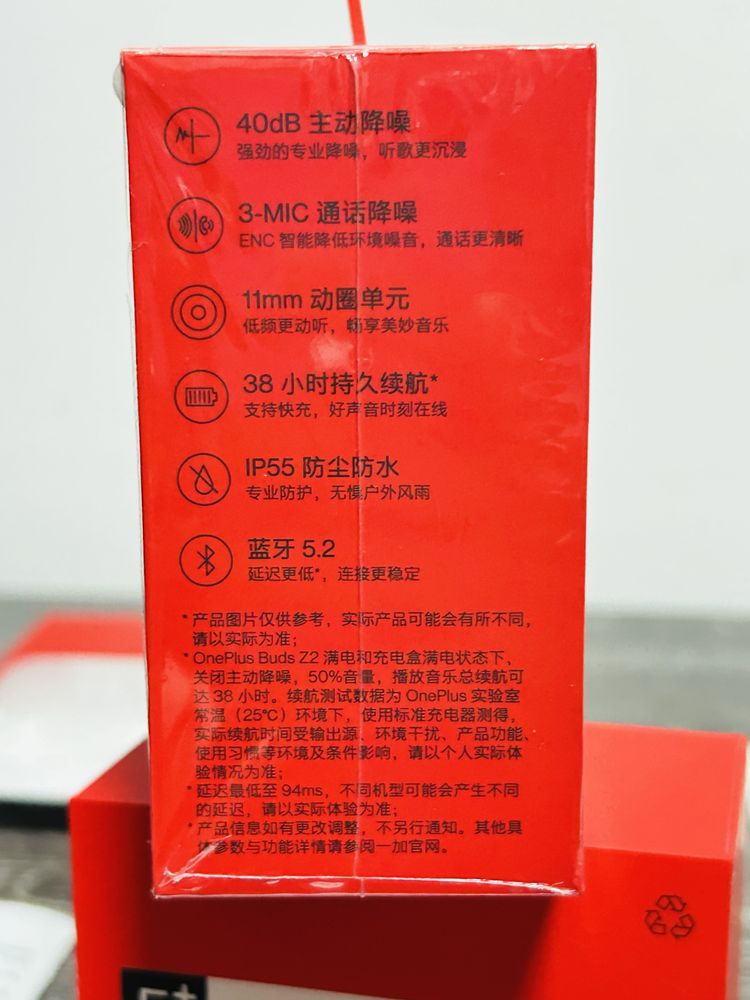 40dB 主动降噪
强劲的专业降噪，听歌更沉浸
3-MIC 通话降噪
ENC 智能降低环境噪音，通话更清晰
11mm 动圈单元
低频更动听，畅享美妙音乐
38 小时持久续航*
支持快充，好声音时刻在线
IP55 防尘防水
专业防护，无惧户外风雨
蓝牙 5.2
延迟更低*，连接更稳定
*产品图片仅供参考，实际产品可能会有所不同，
请以实际为准；
*OnePlus Buds Z2 满电和充电盒满电状态下、
关闭主动降噪，50%音量，播放音乐总续航可
达 38 小时。续航测试数据为 OnePlus 实验室
常温（25℃）环境下，使用标准充电器测得，
实际续航时间受输出源、环境干扰、产品功能、
使用习惯等环境及条件影响，请以个人实际体
验情况为准；
*延迟最低至 94ms，不同机型可能会产生不同
的延迟，请以实际体验为准；
*产品信息如有更改调整，不另行通知。其他具
体参数与功能详情请参阅一加官网。